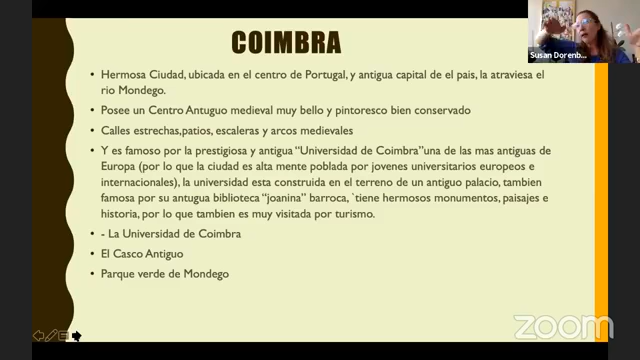 COIMBRA
Susan Dorenb...
• Hermosa Ciudad, ubicada en el centro de Portugal, y antigua capital de el pais, la atraviesa el
rio Mondego.
• Posee un Centro Antuguo medieval muy bello y pintoresco bien conservado
• Calles estrechas,patios, escaleras y arcos medievales
• Y es famoso por la prestigiosa y antigua "Universidad de Coimbra"una de las mas antiguas de
Europa (por lo que la ciudad es alta mente poblada por jovenes universitarios europeos e
internacionales), la universidad esta construida en el terreno de un antiguo palacio, tambien
famosa por su antugua biblioteca "joanina" barroca, `tiene hermosos monumentos, paisajes e
historia, por lo que tambien es muy visitada por turismo.
• - La Universidad de Coimbra
• El Casco Antiguo
• Parque verde de Mondego
zoom